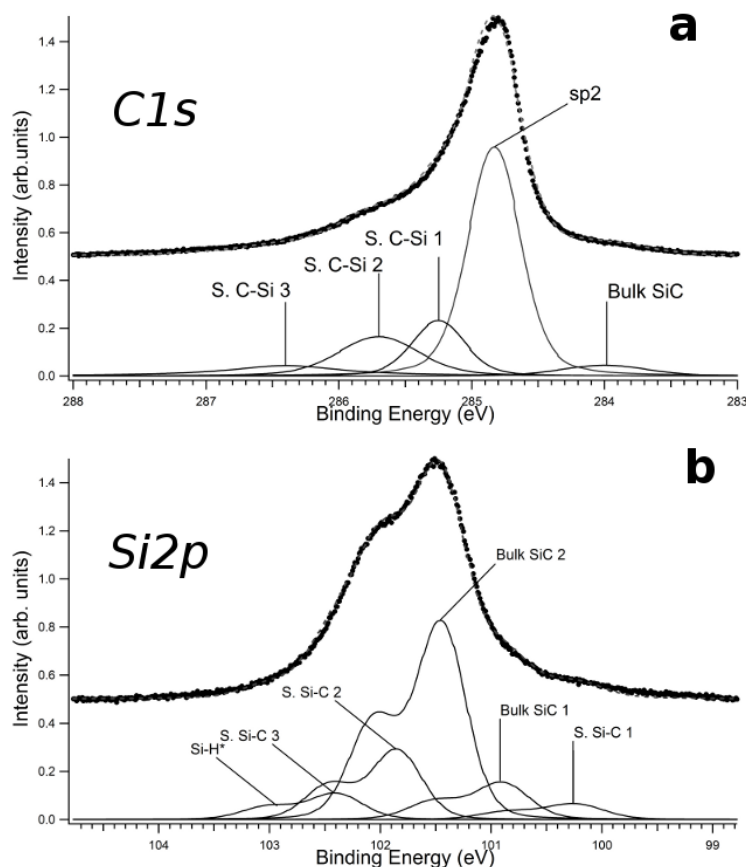 a
C1s
Intensity (arb.units)
1.4
1.2
1.0
0.8
0.6
0.4
0.2
0.0
sp2
S. C-Si 1
S. C-Si 2
S. C-Si 3
Bulk SiC
288
287
286
285
284
283
Binding Energy (eV)
b
Si2p
Intensity (arb. units)
1.4
1.2
1.0
0.8
0.6
0.4
0.2
0.0
Bulk SiC 2
S. Si-C 2
Bulk SiC 1
S. Si-C 3
S. Si-C 1
Si-H*
104
103
102
101
100
99
Binding Energy (eV)